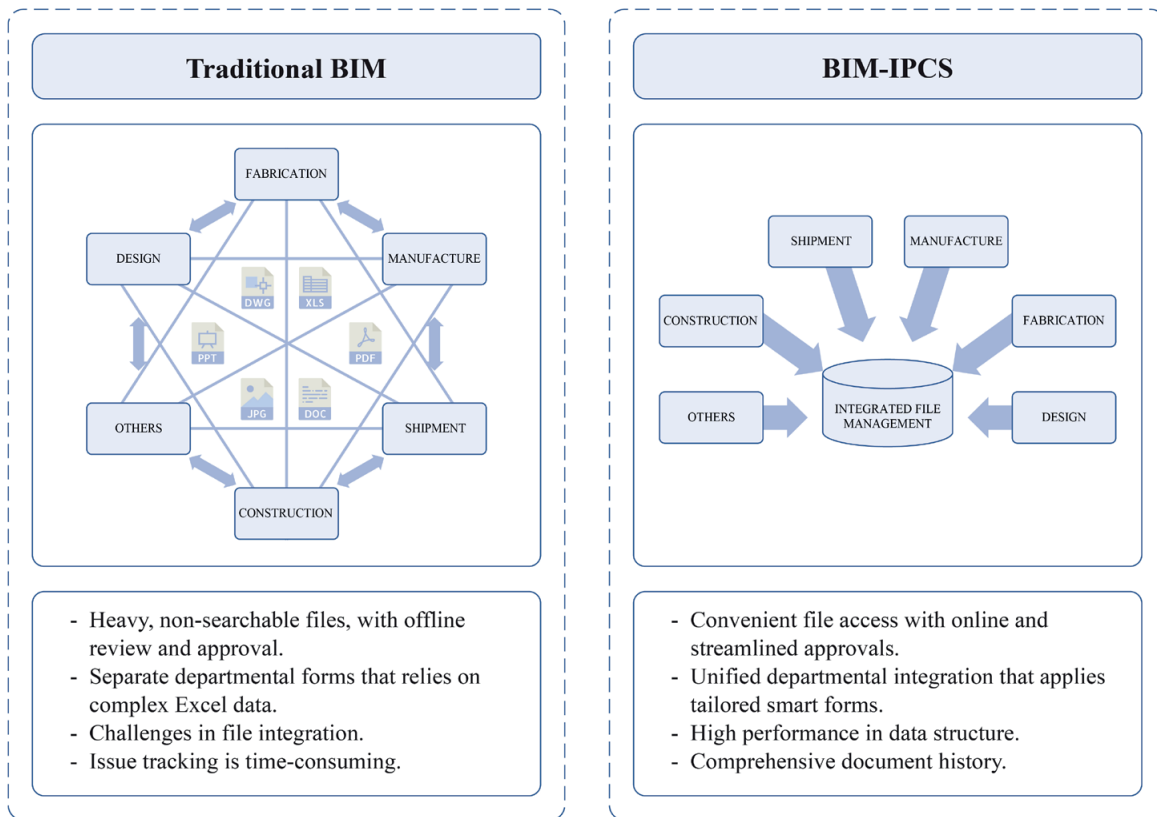 Traditional BIM
FABRICATION
DESIGN
MANUFACTURE
DWG
XLS
PPT
PDF
JPG
DOC
OTHERS
SHIPMENT
CONSTRUCTION
- Heavy, non-searchable files, with offline
review and approval.
- Separate departmental forms that relies on
complex Excel data.
- Challenges in file integration.
- Issue tracking is time-consuming.
BIM-IPCS
SHIPMENT
MANUFACTURE
CONSTRUCTION
FABRICATION
OTHERS
INTEGRATED FILE
MANAGEMENT
DESIGN
- Convenient file access with online and
streamlined approvals.
- Unified departmental integration that applies
tailored smart forms.
- High performance in data structure.
- Comprehensive document history.